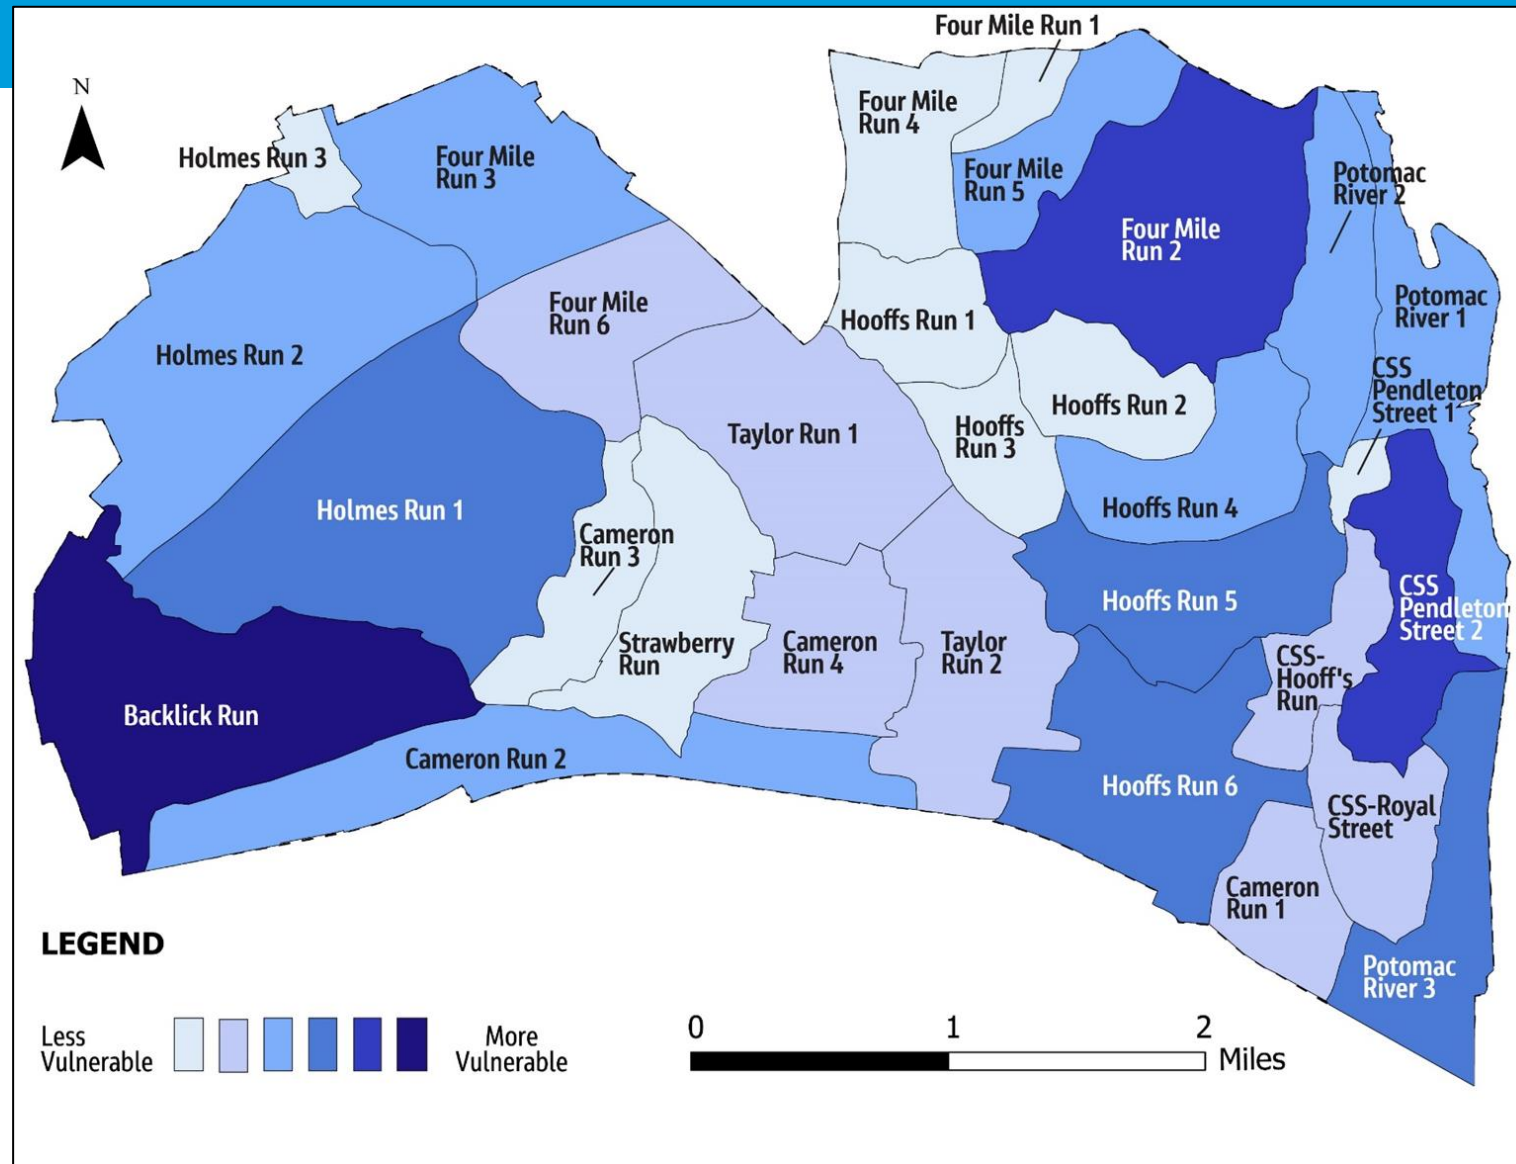 Four Mile Run 1
N
Four Mile
Run 4
Holmes Run 3
Four Mile
Run 3
Four Mile
Run 5
Potomac
River 2
Four Mile
Run 2
Four Mile
Run 6
Hooffs Run 1
Potomac
River 1
Holmes Run 2
CSS
Pendleton
Street 1
Hooffs Run 2
Hooffs
Run 3
Taylor Run 1
Holmes Run 1
Hooffs Run 4
Cameron
Run 3
Hooffs Run 5
CSS
Pendleton
Street 2
Strawberry
Run
Cameron
Run 4
Taylor
Run 2
CSS-
Hooff's
Run
Backlick Run
Cameron Run 2
Hooffs Run 6
CSS-Royal
Street
Cameron
Run 1
Potomac
River 3
LEGEND
Less
Vulnerable
More
Vulnerable
0 1 2
Miles